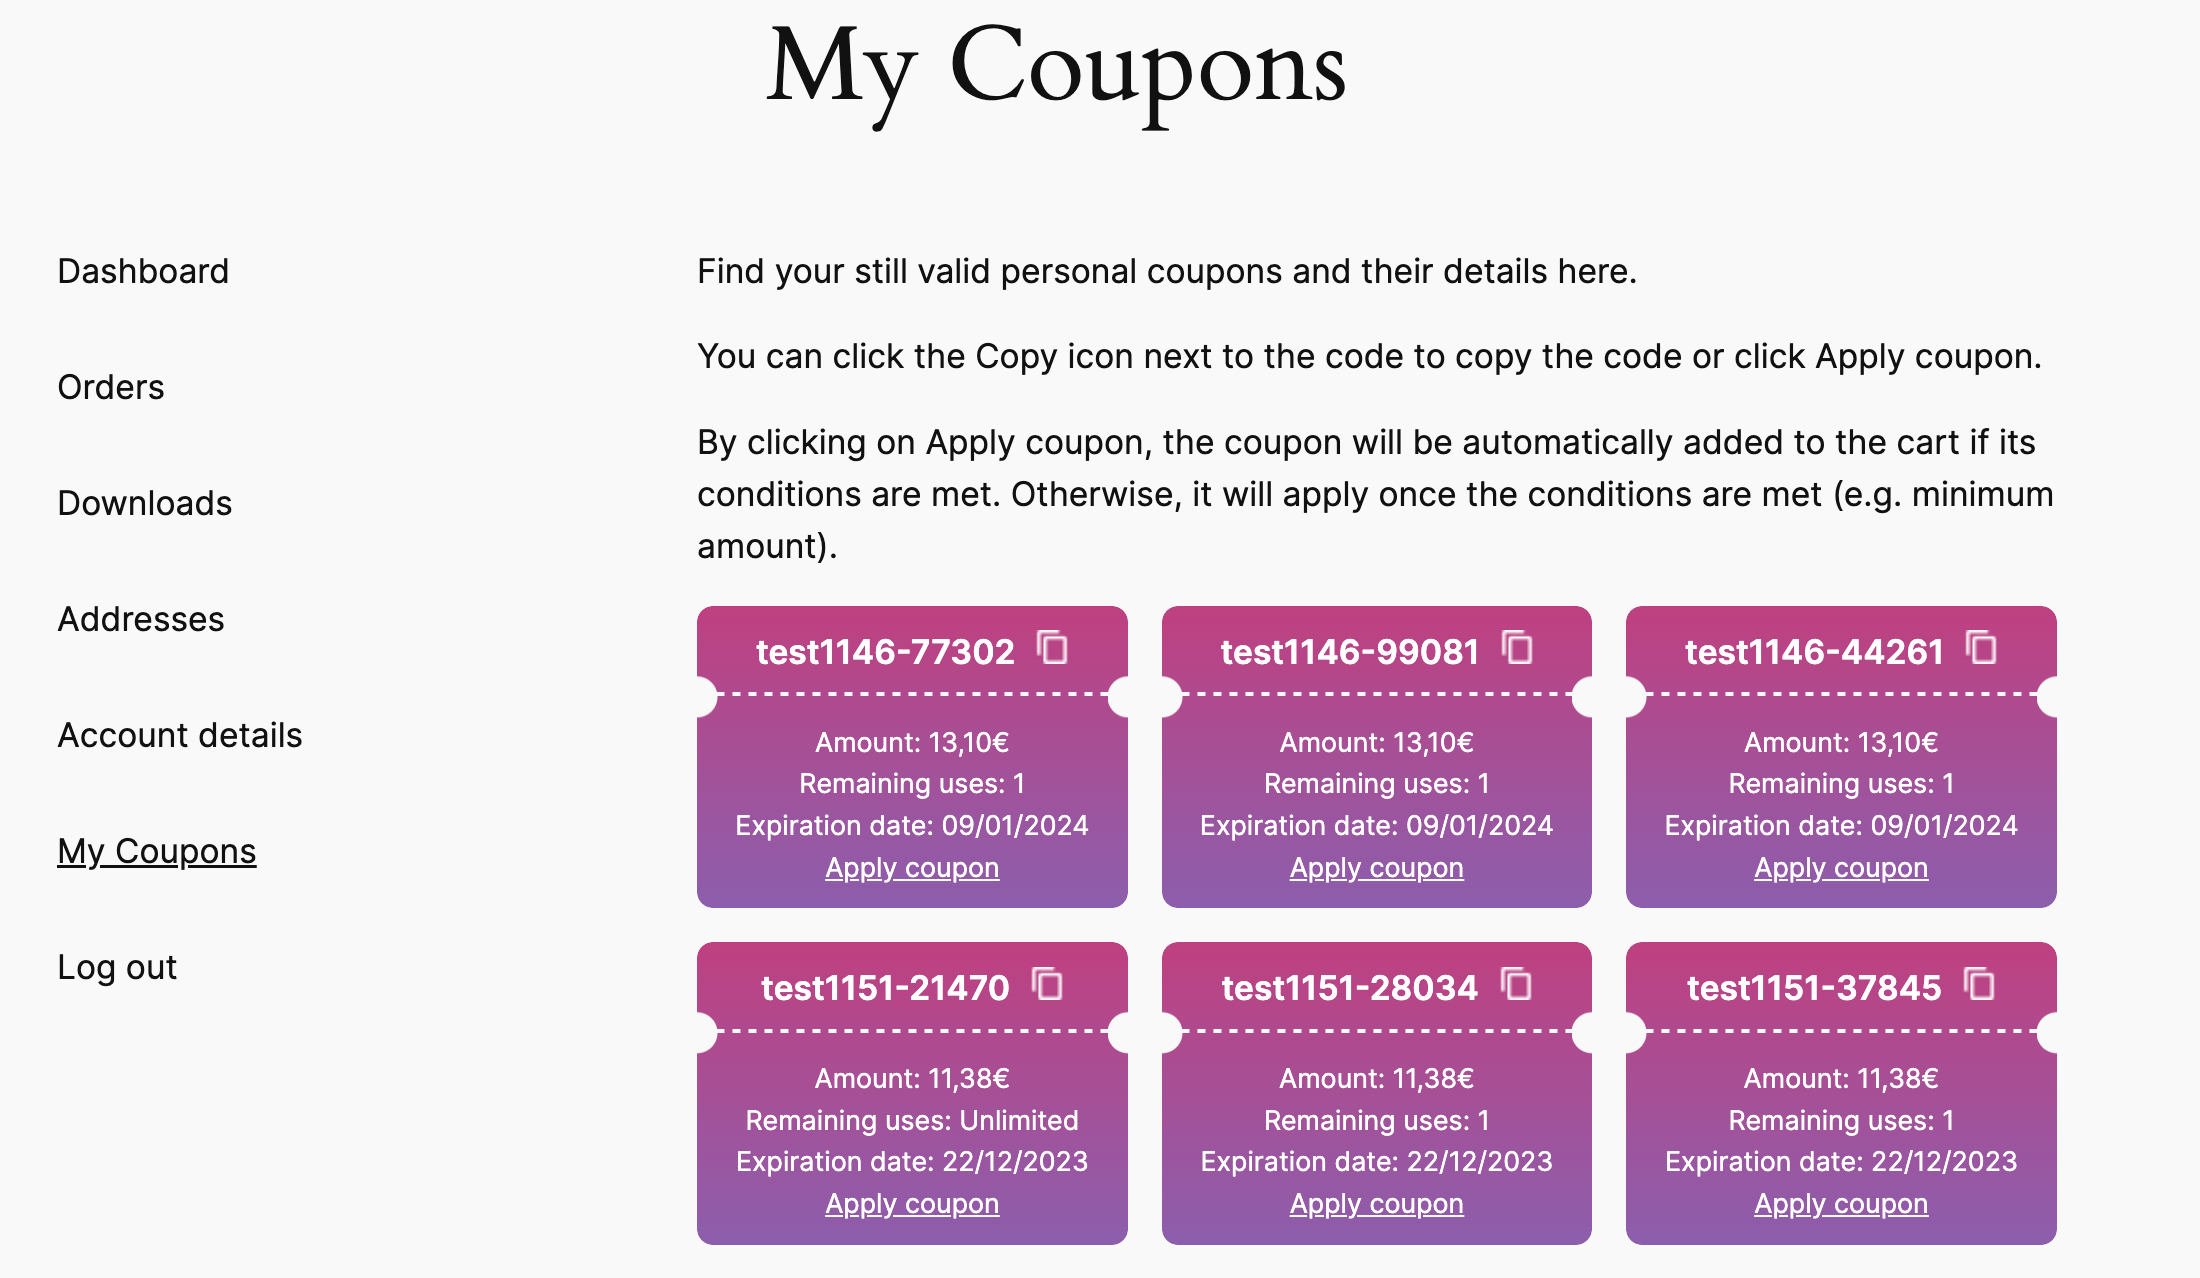 My Coupons
Dashboard
Orders
Downloads
Addresses
Account details
My Coupons
Log out
Find your still valid personal coupons and their details here.
You can click the Copy icon next to the code to copy the code or click Apply coupon.
By clicking on Apply coupon, the coupon will be automatically added to the cart if its
conditions are met. Otherwise, it will apply once the conditions are met (e.g. minimum
amount).
test1146-77302
Amount: 13,10€
Remaining uses: 1
Expiration date: 09/01/2024
Apply coupon
test1146-99081
Amount: 13,10€
Remaining uses: 1
Expiration date: 09/01/2024
Apply coupon
test1146-44261
Amount: 13,10€
Remaining uses: 1
Expiration date: 09/01/2024
Apply coupon
test1151-21470
Amount: 11,38€
Remaining uses: Unlimited
Expiration date: 22/12/2023
Apply coupon
test1151-28034
Amount: 11,38€
Remaining uses: 1
Expiration date: 22/12/2023
Apply coupon
test1151-37845
Amount: 11,38€
Remaining uses: 1
Expiration date: 22/12/2023
Apply coupon